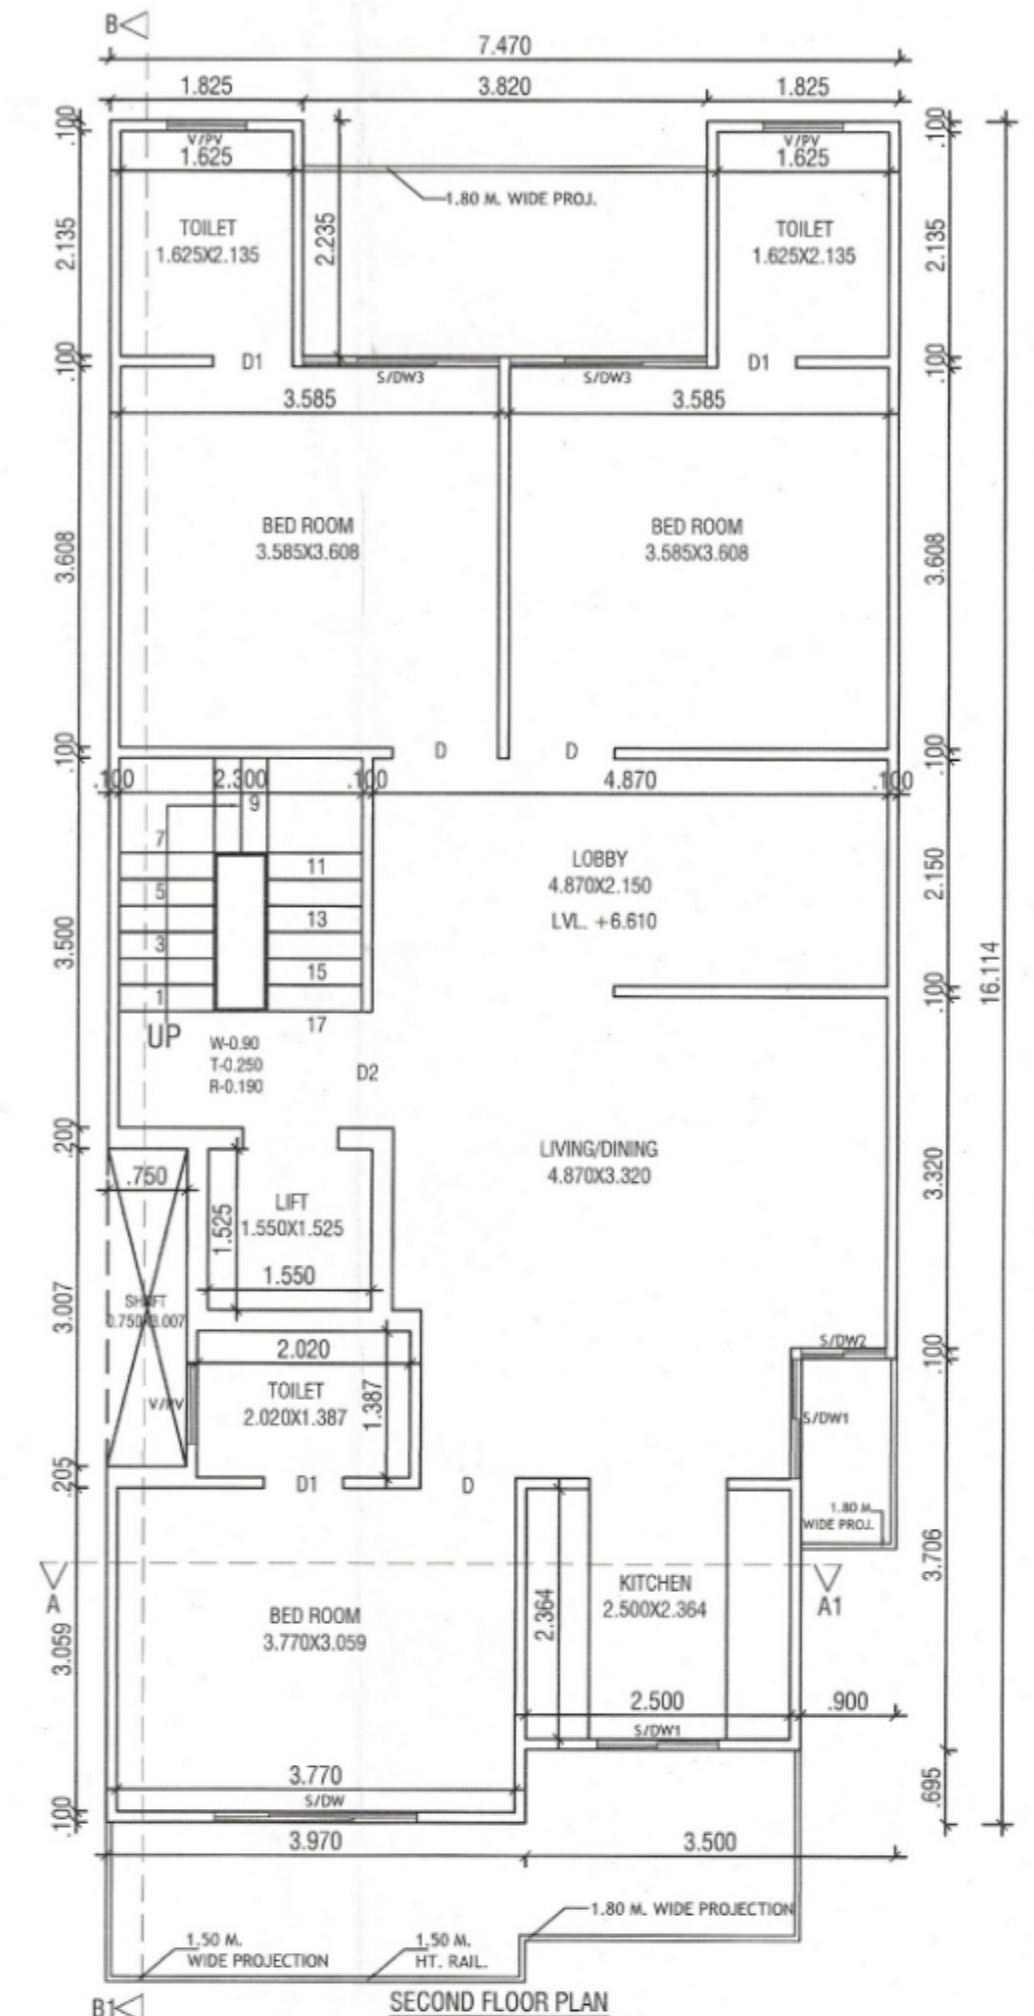 B
7.470
1.825
3.820
1.825
.100
V/PV
1.625
V/PV
1.625
.100
1.80 M. WIDE PROJ.
2.135
TOILET
1.625X2.135
2.235
TOILET
1.625X2.135
2.135
.100
D1
S/DW3
S/DW3
D1
.100
3.585
3.585
3.608
BED ROOM
3.585X3.608
BED ROOM
3.585X3.608
3.608
.100
D
D
.100
.100
2.300
.100
4.870
.100
9
7
11
5
13
3
15
1
17
3.500
LOBBY
4.870X2.150
LVL. +6.610
2.150
.100
16.114
UP
W-0.90
T-0.250
R-0.190
D2
.200
.750
LIFT
1.550X1.525
1.525
1.550
LIVING/DINING
4.870X3.320
3.320
3.007
SHAFT
0.750X3.007
S/DW2
.100
2.020
TOILET
2.020X1.387
1.387
V/PV
S/DW1
.205
D1
D
1.80 M.
WIDE PROJ.
3.706
A
A1
BED ROOM
3.770X3.059
3.059
2.364
KITCHEN
2.500X2.364
2.500
.900
S/DW1
3.770
S/DW
.695
.100
3.970
3.500
1.80 M. WIDE PROJECTION
1.50 M.
WIDE PROJECTION
1.50 M.
HT. RAIL.
B1
SECOND FLOOR PLAN